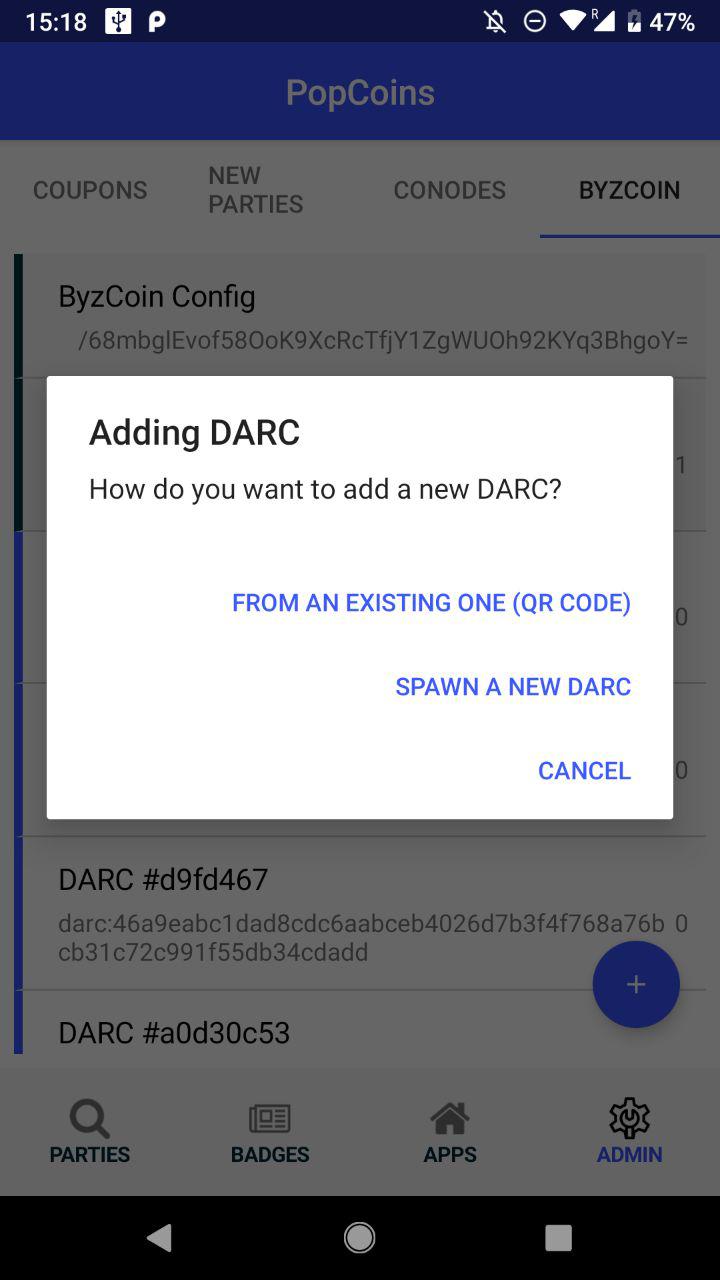 15:18
R
47%
PopCoins
COUPONS
NEW
PARTIES
CONODES
BYZCOIN
ByzCoin Config
/68mbglEvof58OoK9XcRcTfjY1ZgWUOh92KYq3BhgoY=
Adding DARC
1
How do you want to add a new DARC?
FROM AN EXISTING ONE (QR CODE)
0
SPAWN A NEW DARC
CANCEL
0
DARC #d9fd467
darc:46a9eabc1dad8cdc6aabceb4026d7b3f4f768a76b 0
cb31c72c991f55db34cdadd
+
DARC #a0d30c53
PARTIES
BADGES
APPS
ADMIN